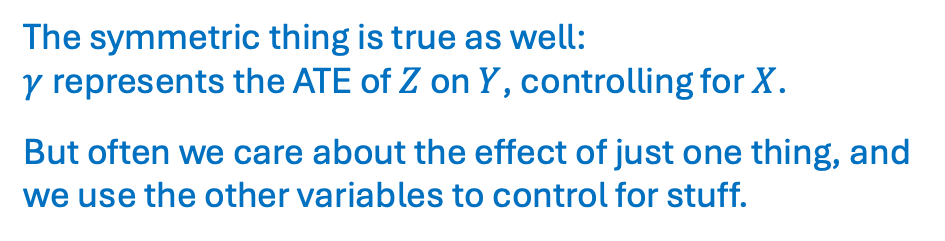 The symmetric thing is true as well:
γ represents the ATE of Z on Y, controlling for X.
But often we care about the effect of just one thing, and
we use the other variables to control for stuff.